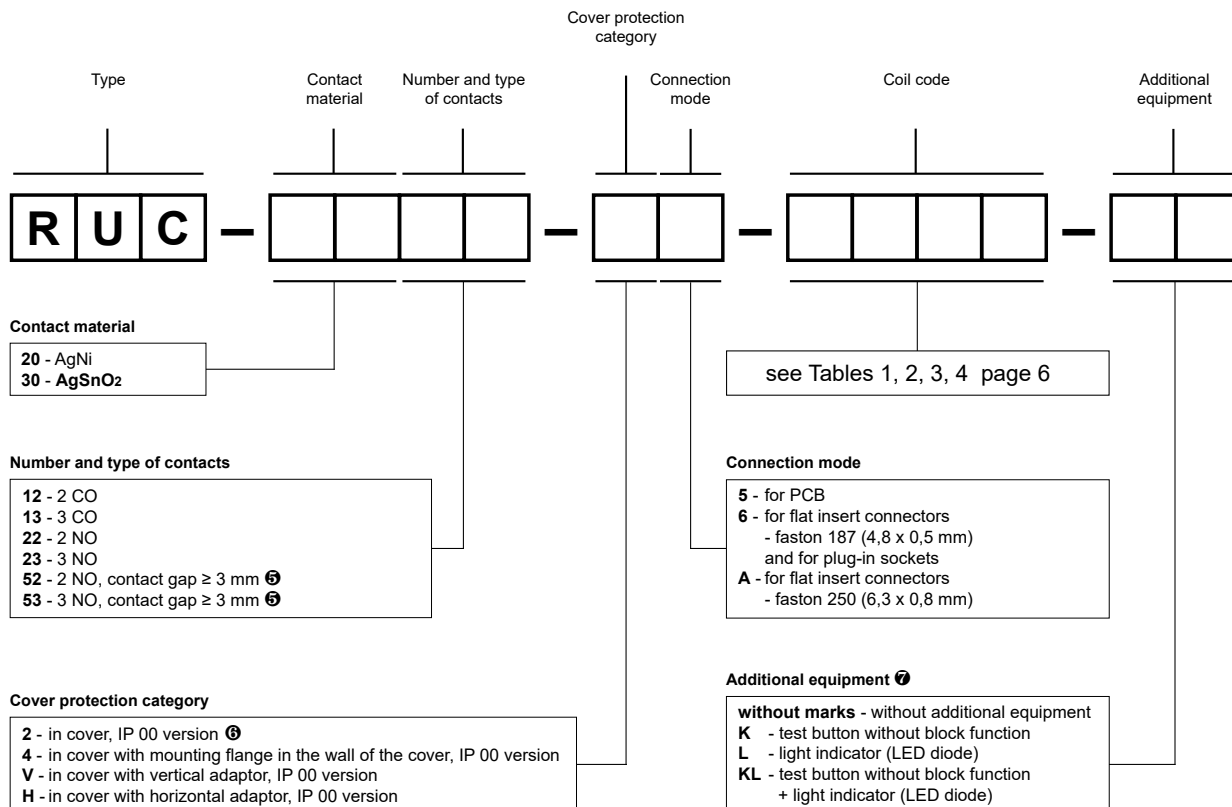 Cover protection
category
Type
Contact
material
Number and type
of contacts
Connection
mode
Coil code
Additional
equipment
R U C – – – –
Contact material
20 - AgNi
30 - AgSnO2
see Tables 1, 2, 3, 4 page 6
Number and type of contacts
12 - 2 CO
13 - 3 CO
22 - 2 NO
23 - 3 NO
52 - 2 NO, contact gap ≥ 3 mm ❺
53 - 3 NO, contact gap ≥ 3 mm ❺
Connection mode
5 - for PCB
6 - for flat insert connectors
- faston 187 (4,8 x 0,5 mm)
and for plug-in sockets
A - for flat insert connectors
- faston 250 (6,3 x 0,8 mm)
Cover protection category
2 - in cover, IP 00 version ❻
4 - in cover with mounting flange in the wall of the cover, IP 00 version
V - in cover with vertical adaptor, IP 00 version
H - in cover with horizontal adaptor, IP 00 version
Additional equipment ❼
without marks - without additional equipment
K - test button without block function
L - light indicator (LED diode)
KL - test button without block function
+ light indicator (LED diode)